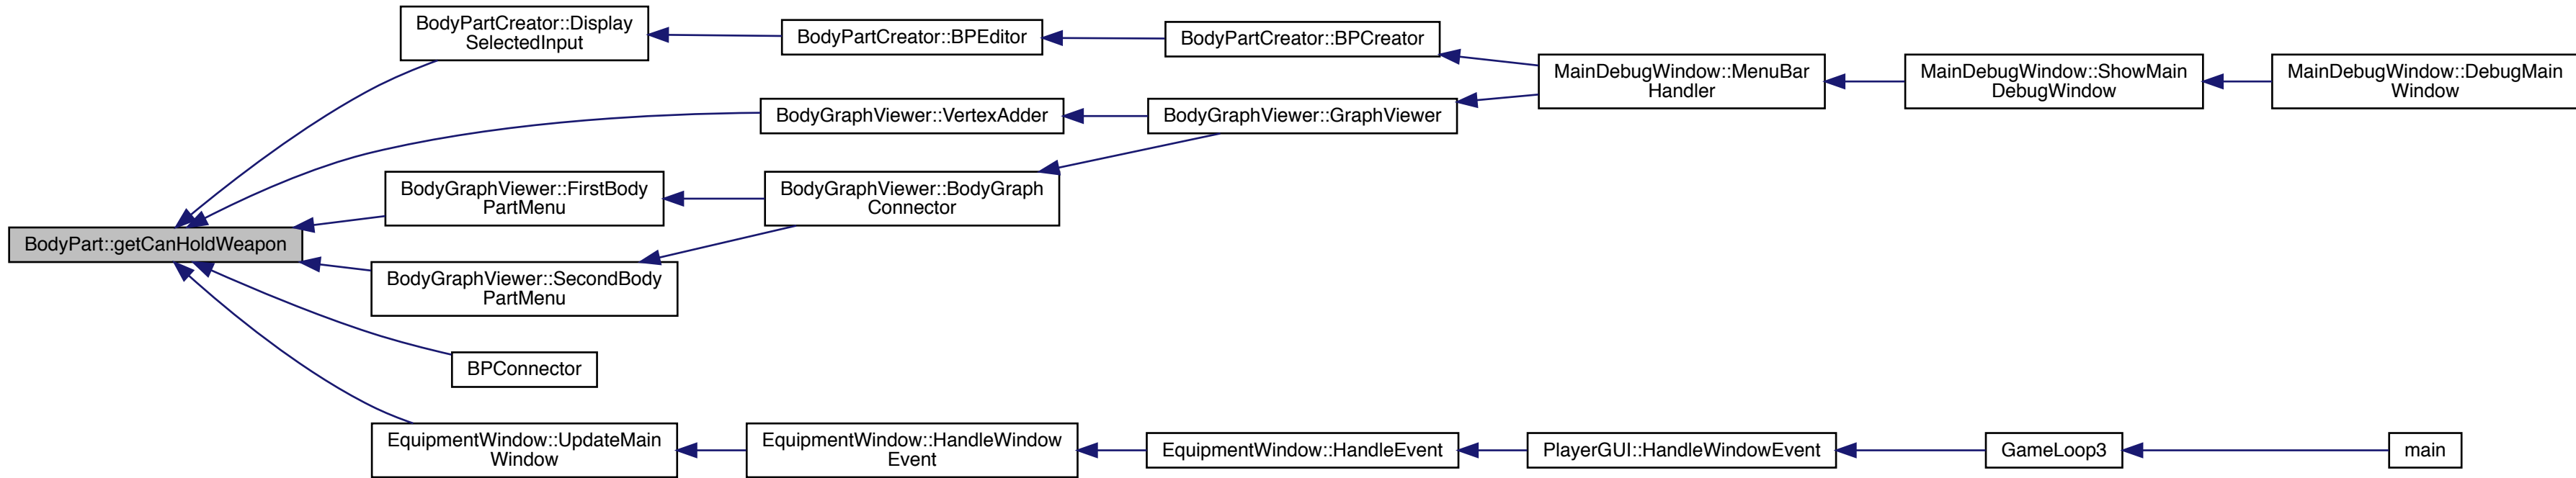 BodyPartCreator::Display
SelectedInput
BodyPartCreator::BPEditor
BodyPartCreator::BPCreator
MainDebugWindow::MenuBar
Handler
MainDebugWindow::ShowMain
DebugWindow
MainDebugWindow::DebugMain
Window
BodyGraphViewer::VertexAdder
BodyGraphViewer::GraphViewer
BodyGraphViewer::FirstBody
PartMenu
BodyGraphViewer::BodyGraph
Connector
BodyPart::getCanHoldWeapon
BodyGraphViewer::SecondBody
PartMenu
BPConnector
EquipmentWindow::UpdateMain
Window
EquipmentWindow::HandleWindow
Event
EquipmentWindow::HandleEvent
PlayerGUI::HandleWindowEvent
GameLoop3
main